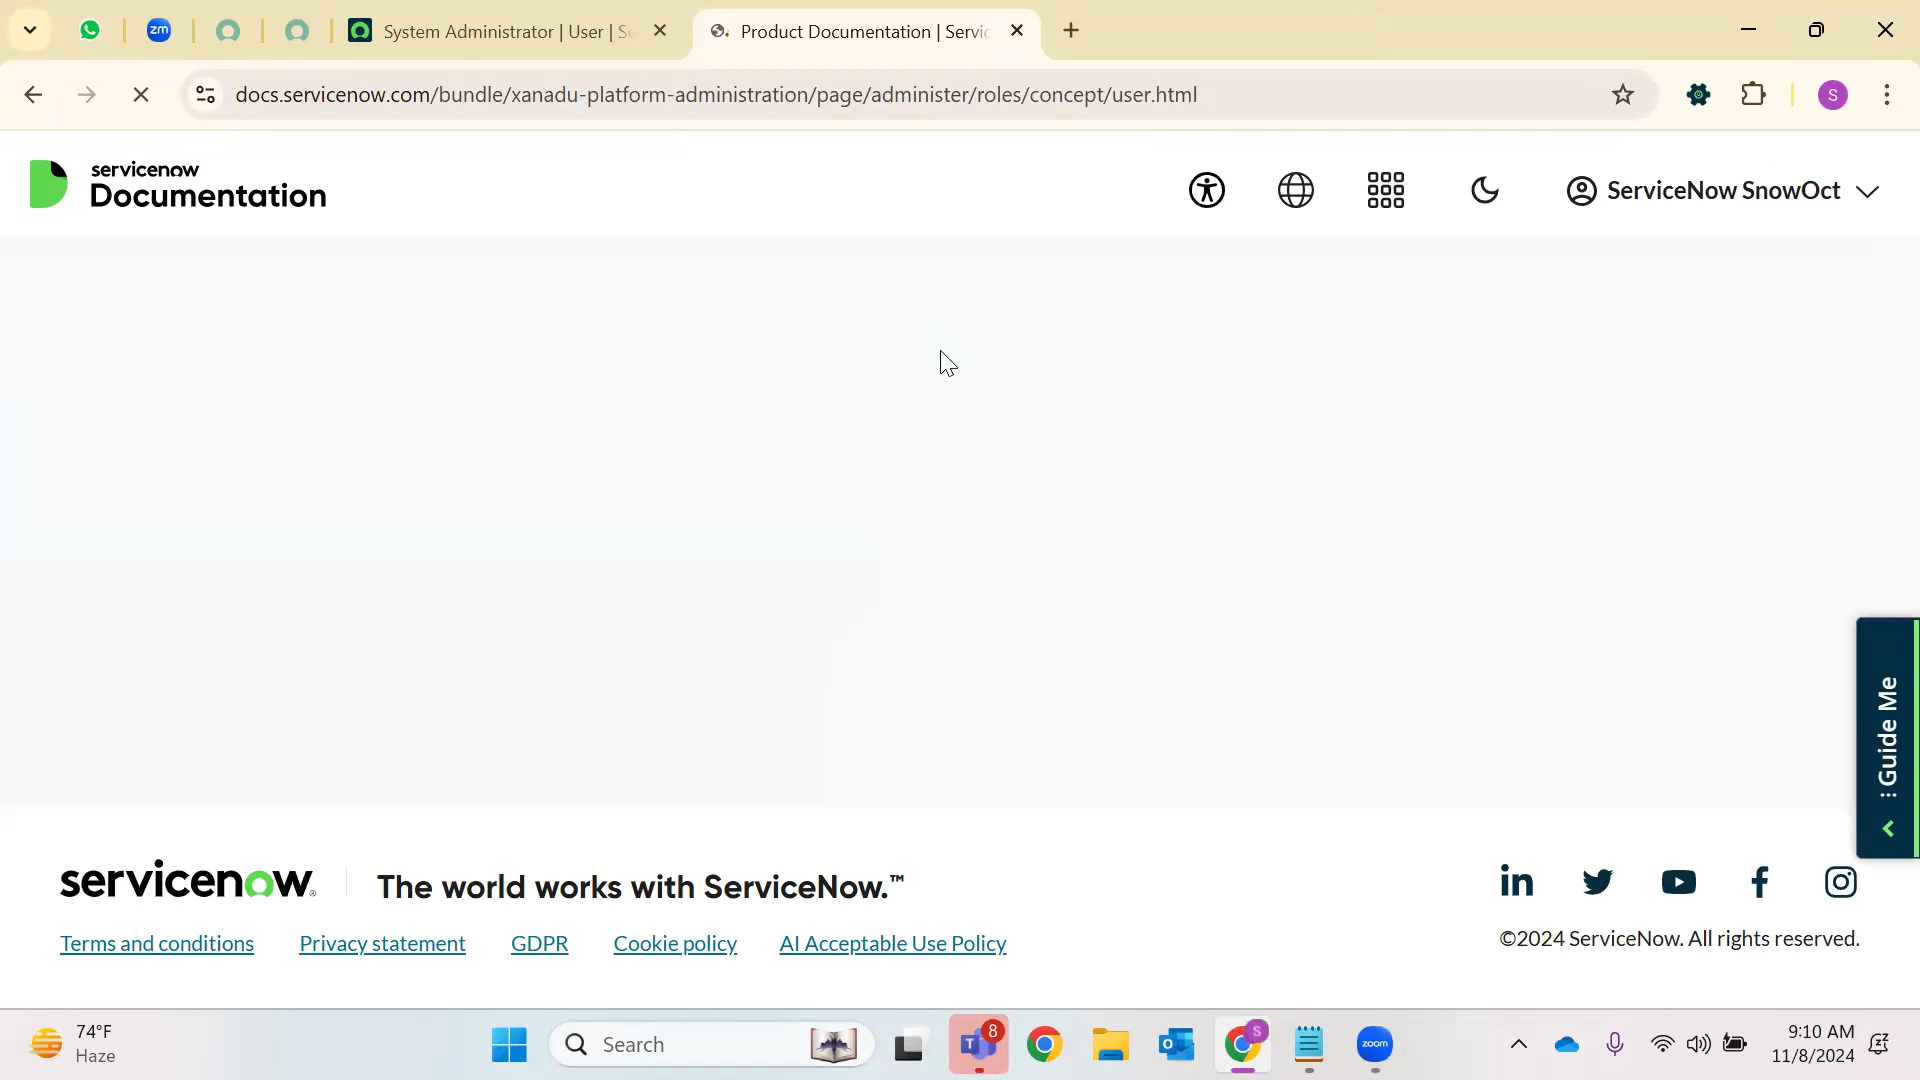 zm
System Administrator | User | Se
Product Documentation | Servic
docs.servicenow.com/bundle/xanadu-platform-administration/page/administer/roles/concept/user.html
S
servicenow
Documentation
ServiceNow SnowOct
Guide Me
servicenow
The world works with ServiceNow.™
Terms and conditions
Privacy statement
GDPR
Cookie policy
AI Acceptable Use Policy
©2024 ServiceNow. All rights reserved.
74°F
Haze
Search
8
S
zoom
9:10 AM
11/8/2024